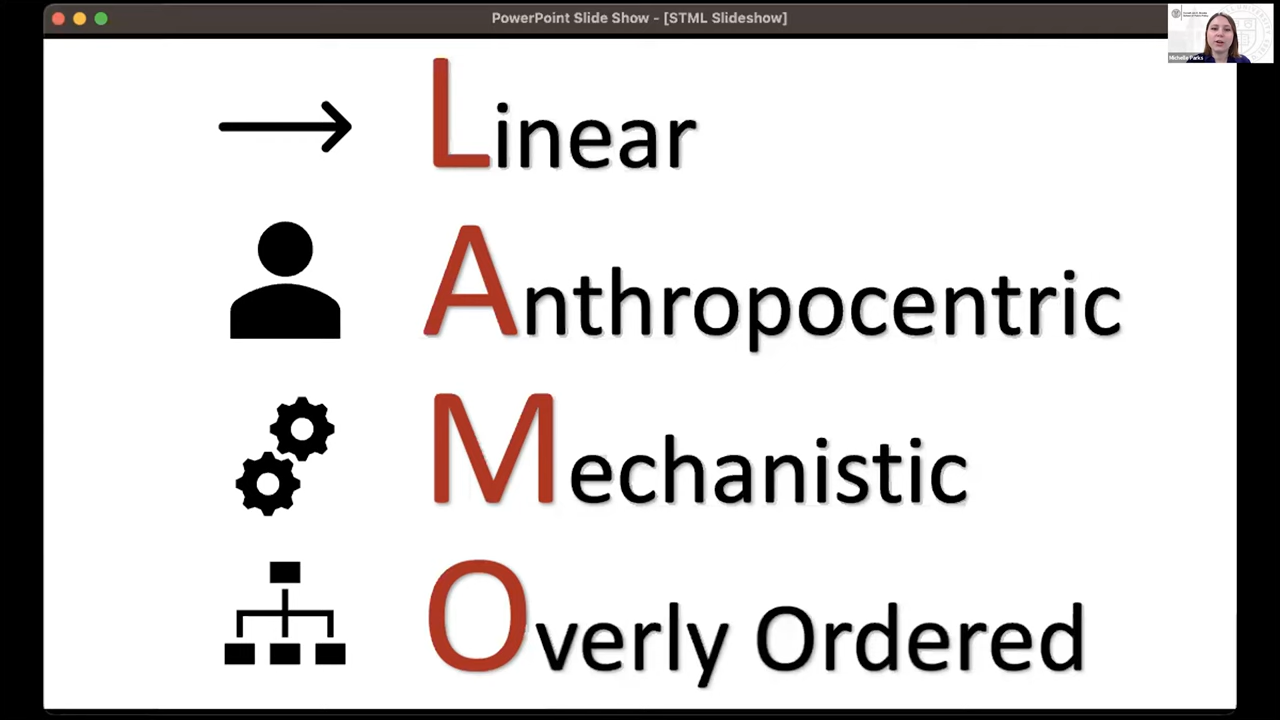 PowerPoint Slide Show - [STML Slideshow]
Michelle Parks
Linear
Anthropocentric
Mechanistic
Overly Ordered